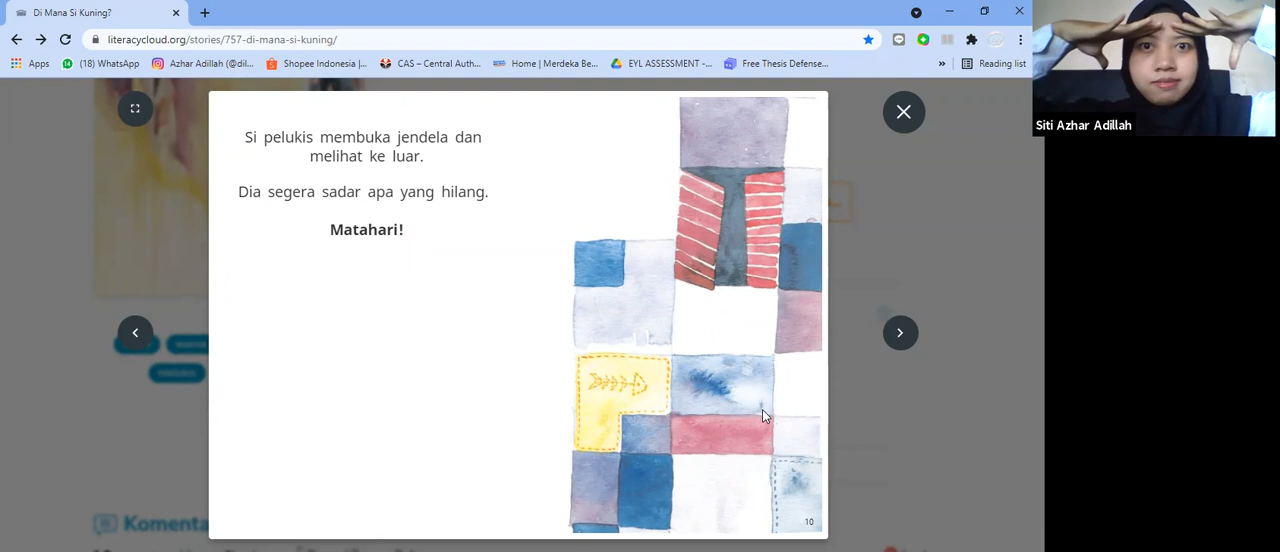 Di Mana Si Kuning?
literacycloud.org/stories/757-di-mana-si-kuning/
Apps
(18) WhatsApp
Azhar Adillah (@dil...
Shopee Indonesia |...
CAS – Central Auth...
Home | Merdeka Be...
EYL ASSESSMENT -...
Free Thesis Defense...
»
Reading list
Siti Azhar Adillah
Si pelukis membuka jendela dan
melihat ke luar.
Dia segera sadar apa yang hilang.
Matahari!
10
Komenta